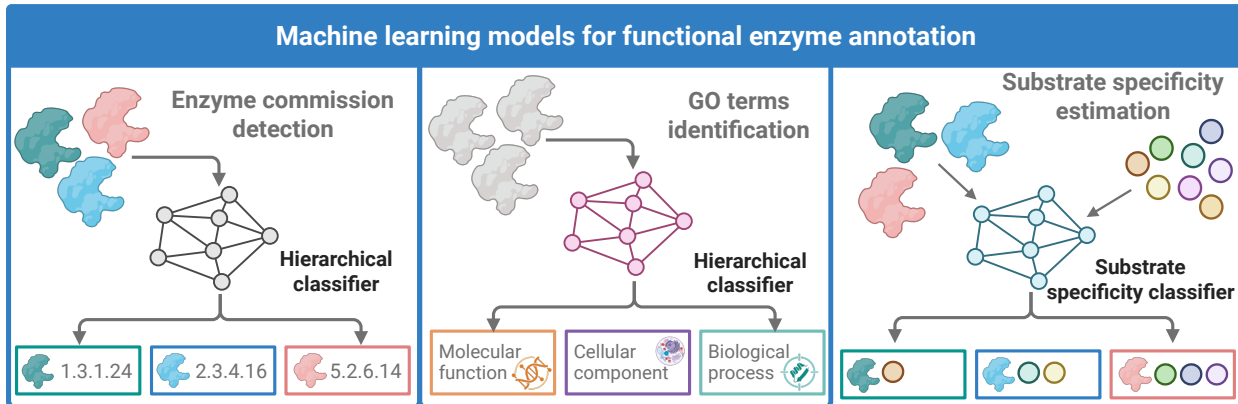 Machine learning models for functional enzyme annotation
Enzyme commission
detection
Hierarchical
classifier
1.3.1.24
2.3.4.16
5.2.6.14
GO terms
identification
Hierarchical
classifier
Molecular
function
Cellular
component
Biological
process
Substrate specificity
estimation
Substrate
specificity classifier